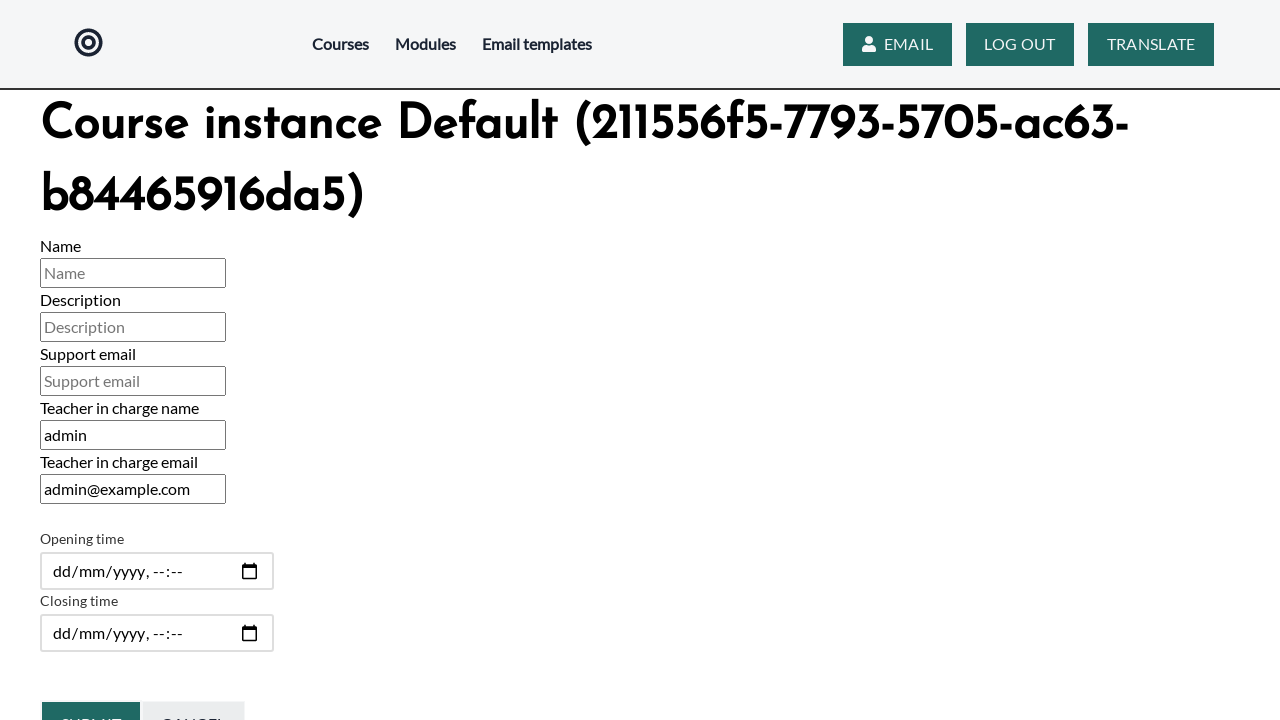 Courses Modules Email templates EMAIL LOG OUT TRANSLATE
Course instance Default (211556f5-7793-5705-ac63-
b84465916da5)
Name
Name
Description
Description
Support email
Support email
Teacher in charge name
admin
Teacher in charge email
admin@example.com
Opening time
dd/mm/yyyy, --:--
Closing time
dd/mm/yyyy, --:--
SUBMIT CANCEL